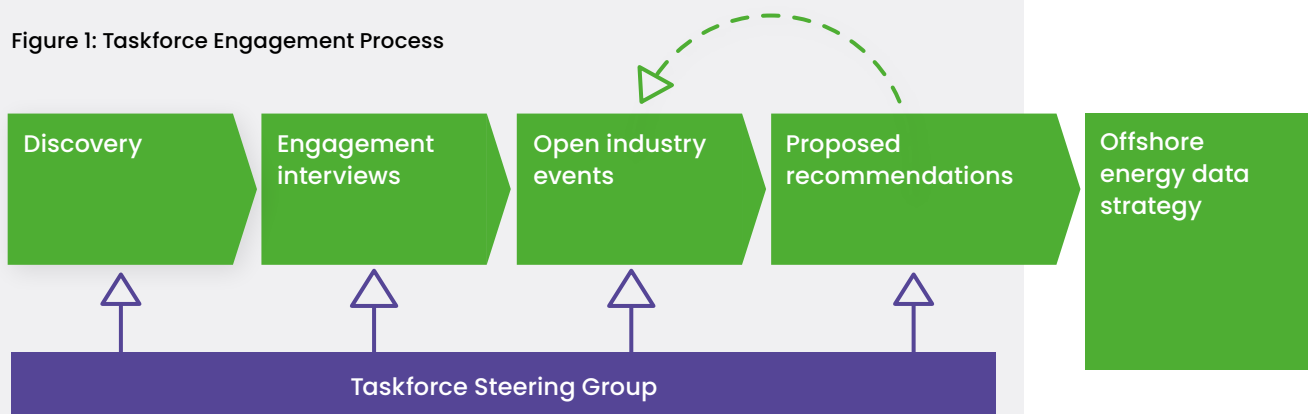 Figure 1: Taskforce Engagement Process
Discovery
Engagement
interviews
Open industry
events
Proposed
recommendations
Offshore
energy data
strategy
Taskforce Steering Group